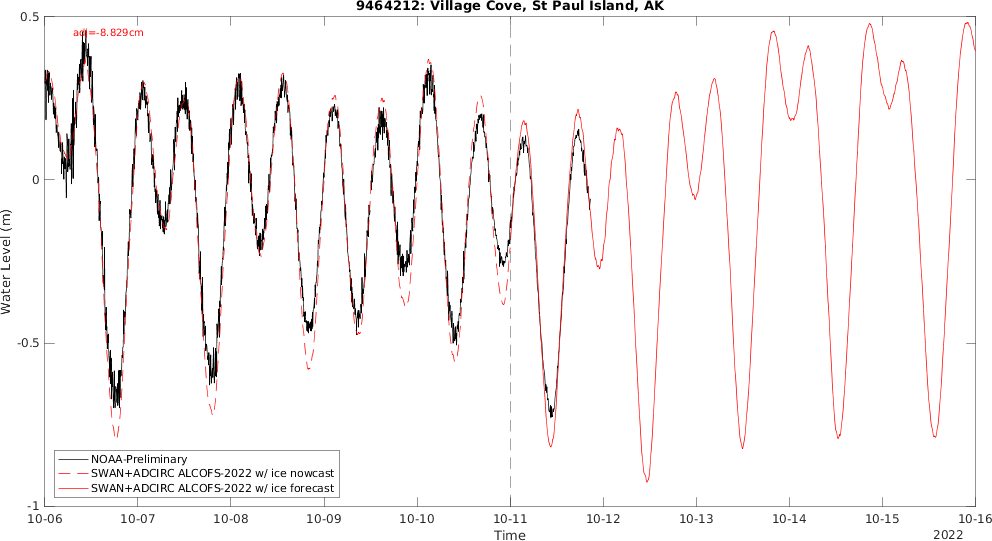 9464212: Village Cove, St Paul Island, AK
adj=-8.829cm
0.5
0
-0.5
-1
Water Level (m)
NOAA-Preliminary
SWAN+ADCIRC ALCOFS-2022 w/ ice nowcast
SWAN+ADCIRC ALCOFS-2022 w/ ice forecast
10-06 10-07 10-08 10-09 10-10 10-11 10-12 10-13 10-14 10-15 10-16
Time
2022